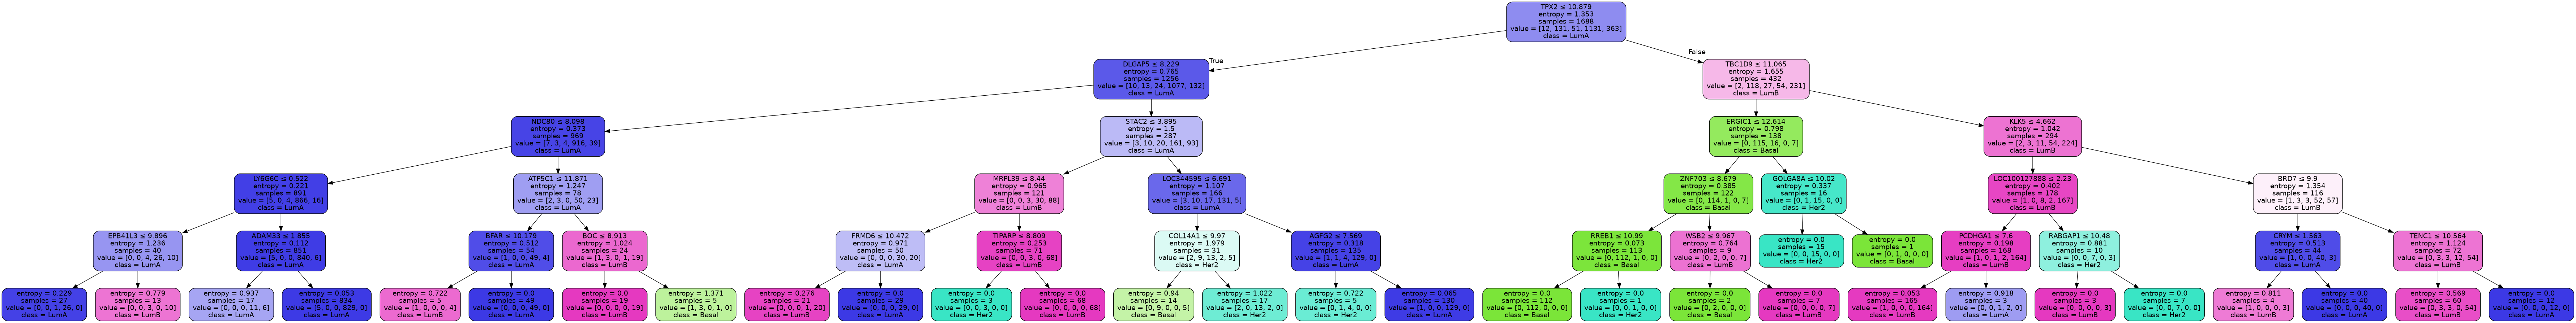 TPX2 ≤ 10.879
entropy = 1.353
samples = 1688
value = [12, 131, 51, 1131, 363]
class = LumA
True
False
DLGAP5 ≤ 8.229
entropy = 0.765
samples = 1256
value = [10, 13, 24, 1077, 132]
class = LumA
TBC1D9 ≤ 11.065
entropy = 1.655
samples = 432
value = [2, 118, 27, 54, 231]
class = LumB
NDC80 ≤ 8.098
entropy = 0.373
samples = 969
value = [7, 3, 4, 916, 39]
class = LumA
STAC2 ≤ 3.895
entropy = 1.5
samples = 287
value = [3, 10, 20, 161, 93]
class = LumA
ERGIC1 ≤ 12.614
entropy = 0.798
samples = 138
value = [0, 115, 16, 0, 7]
class = Basal
KLK5 ≤ 4.662
entropy = 1.042
samples = 294
value = [2, 3, 11, 54, 224]
class = LumB
LY6G6C ≤ 0.522
entropy = 0.221
samples = 891
value = [5, 0, 4, 866, 16]
class = LumA
ATP5C1 ≤ 11.871
entropy = 1.247
samples = 78
value = [2, 3, 0, 50, 23]
class = LumA
MRPL39 ≤ 8.44
entropy = 0.965
samples = 121
value = [0, 0, 3, 30, 88]
class = LumB
LOC344595 ≤ 6.691
entropy = 1.107
samples = 166
value = [3, 10, 17, 131, 5]
class = LumA
ZNF703 ≤ 8.679
entropy = 0.385
samples = 122
value = [0, 114, 1, 0, 7]
class = Basal
GOLGA8A ≤ 10.02
entropy = 0.337
samples = 16
value = [0, 1, 15, 0, 0]
class = Her2
LOC100127888 ≤ 2.23
entropy = 0.402
samples = 178
value = [1, 0, 8, 2, 167]
class = LumB
BRD7 ≤ 9.9
entropy = 1.354
samples = 116
value = [1, 3, 3, 52, 57]
class = LumB
EPB41L3 ≤ 9.896
entropy = 1.236
samples = 40
value = [0, 0, 4, 26, 10]
class = LumA
ADAM33 ≤ 1.855
entropy = 0.112
samples = 851
value = [5, 0, 0, 840, 6]
class = LumA
BFAR ≤ 10.179
entropy = 0.512
samples = 54
value = [1, 0, 0, 49, 4]
class = LumA
BOC ≤ 8.913
entropy = 1.024
samples = 24
value = [1, 3, 0, 1, 19]
class = LumB
FRMD6 ≤ 10.472
entropy = 0.971
samples = 50
value = [0, 0, 0, 30, 20]
class = LumA
TIPARP ≤ 8.809
entropy = 0.253
samples = 71
value = [0, 0, 3, 0, 68]
class = LumB
COL14A1 ≤ 9.97
entropy = 1.979
samples = 31
value = [2, 9, 13, 2, 5]
class = Her2
AGFG2 ≤ 7.569
entropy = 0.318
samples = 135
value = [1, 1, 4, 129, 0]
class = LumA
RREB1 ≤ 10.99
entropy = 0.073
samples = 113
value = [0, 112, 1, 0, 0]
class = Basal
WSB2 ≤ 9.967
entropy = 0.764
samples = 9
value = [0, 2, 0, 0, 7]
class = LumB
entropy = 0.0
samples = 15
value = [0, 0, 15, 0, 0]
class = Her2
entropy = 0.0
samples = 1
value = [0, 1, 0, 0, 0]
class = Basal
PCDHGA1 ≤ 7.6
entropy = 0.198
samples = 168
value = [1, 0, 1, 2, 164]
class = LumB
RABGAP1 ≤ 10.48
entropy = 0.881
samples = 10
value = [0, 0, 7, 0, 3]
class = Her2
CRYM ≤ 1.563
entropy = 0.513
samples = 44
value = [1, 0, 0, 40, 3]
class = LumA
TENC1 ≤ 10.564
entropy = 1.124
samples = 72
value = [0, 3, 3, 12, 54]
class = LumB
entropy = 0.229
samples = 27
value = [0, 0, 1, 26, 0]
class = LumA
entropy = 0.779
samples = 13
value = [0, 0, 3, 0, 10]
class = LumB
entropy = 0.937
samples = 17
value = [0, 0, 0, 11, 6]
class = LumA
entropy = 0.053
samples = 834
value = [5, 0, 0, 829, 0]
class = LumA
entropy = 0.722
samples = 5
value = [1, 0, 0, 0, 4]
class = LumB
entropy = 0.0
samples = 49
value = [0, 0, 0, 49, 0]
class = LumA
entropy = 0.0
samples = 19
value = [0, 0, 0, 0, 19]
class = LumB
entropy = 1.371
samples = 5
value = [1, 3, 0, 1, 0]
class = Basal
entropy = 0.276
samples = 21
value = [0, 0, 0, 1, 20]
class = LumB
entropy = 0.0
samples = 29
value = [0, 0, 0, 29, 0]
class = LumA
entropy = 0.0
samples = 3
value = [0, 0, 3, 0, 0]
class = Her2
entropy = 0.0
samples = 68
value = [0, 0, 0, 0, 68]
class = LumB
entropy = 0.94
samples = 14
value = [0, 9, 0, 0, 5]
class = Basal
entropy = 1.022
samples = 17
value = [2, 0, 13, 2, 0]
class = Her2
entropy = 0.722
samples = 5
value = [0, 1, 4, 0, 0]
class = Her2
entropy = 0.065
samples = 130
value = [1, 0, 0, 129, 0]
class = LumA
entropy = 0.0
samples = 112
value = [0, 112, 0, 0, 0]
class = Basal
entropy = 0.0
samples = 1
value = [0, 0, 1, 0, 0]
class = Her2
entropy = 0.0
samples = 2
value = [0, 2, 0, 0, 0]
class = Basal
entropy = 0.0
samples = 7
value = [0, 0, 0, 0, 7]
class = LumB
entropy = 0.053
samples = 165
value = [1, 0, 0, 0, 164]
class = LumB
entropy = 0.918
samples = 3
value = [0, 0, 1, 2, 0]
class = LumA
entropy = 0.0
samples = 3
value = [0, 0, 0, 0, 3]
class = LumB
entropy = 0.0
samples = 7
value = [0, 0, 7, 0, 0]
class = Her2
entropy = 0.811
samples = 4
value = [1, 0, 0, 0, 3]
class = LumB
entropy = 0.0
samples = 40
value = [0, 0, 0, 40, 0]
class = LumA
entropy = 0.569
samples = 60
value = [0, 3, 3, 0, 54]
class = LumB
entropy = 0.0
samples = 12
value = [0, 0, 0, 12, 0]
class = LumA